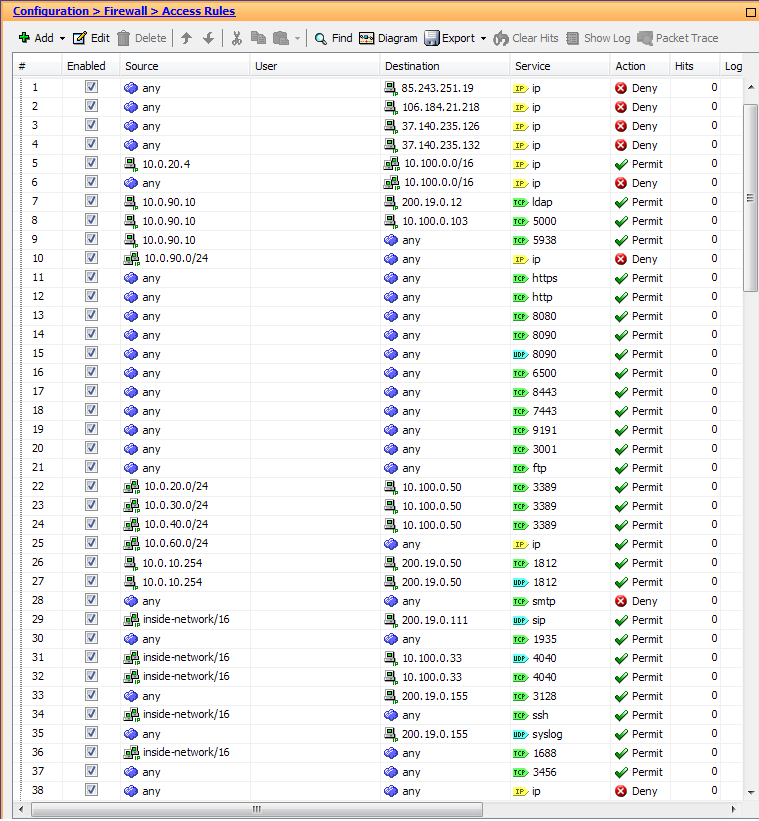 Configuration > Firewall > Access Rules
Add Edit Delete Find Diagram Export Clear Hits Show Log Packet Trace
# Enabled Source User Destination Service Action Hits Log
1 any 85.243.251.19 IP ip Deny 0
2 any 106.184.21.218 IP ip Deny 0
3 any 37.140.235.126 IP ip Deny 0
4 any 37.140.235.132 IP ip Deny 0
5 10.0.20.4 10.100.0.0/16 IP ip Permit 0
6 any 10.100.0.0/16 IP ip Deny 0
7 10.0.90.10 200.19.0.12 TCP ldap Permit 0
8 10.0.90.10 10.100.0.103 TCP 5000 Permit 0
9 10.0.90.10 any TCP 5938 Permit 0
10 10.0.90.0/24 any IP ip Deny 0
11 any any TCP https Permit 0
12 any any TCP http Permit 0
13 any any TCP 8080 Permit 0
14 any any TCP 8090 Permit 0
15 any any UDP 8090 Permit 0
16 any any TCP 6500 Permit 0
17 any any TCP 8443 Permit 0
18 any any TCP 7443 Permit 0
19 any any TCP 9191 Permit 0
20 any any TCP 3001 Permit 0
21 any any TCP ftp Permit 0
22 10.0.20.0/24 10.100.0.50 TCP 3389 Permit 0
23 10.0.30.0/24 10.100.0.50 TCP 3389 Permit 0
24 10.0.40.0/24 10.100.0.50 TCP 3389 Permit 0
25 10.0.60.0/24 any IP ip Permit 0
26 10.0.10.254 200.19.0.50 TCP 1812 Permit 0
27 10.0.10.254 200.19.0.50 UDP 1812 Permit 0
28 any any TCP smtp Deny 0
29 inside-network/16 200.19.0.111 UDP sip Permit 0
30 any any TCP 1935 Permit 0
31 inside-network/16 10.100.0.33 UDP 4040 Permit 0
32 inside-network/16 10.100.0.33 TCP 4040 Permit 0
33 any 200.19.0.155 TCP 3128 Permit 0
34 inside-network/16 any TCP ssh Permit 0
35 any 200.19.0.155 UDP syslog Permit 0
36 inside-network/16 any TCP 1688 Permit 0
37 any any TCP 3456 Permit 0
38 any any IP ip Deny 0